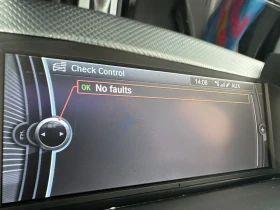 Check Control
14:08
OK No faults